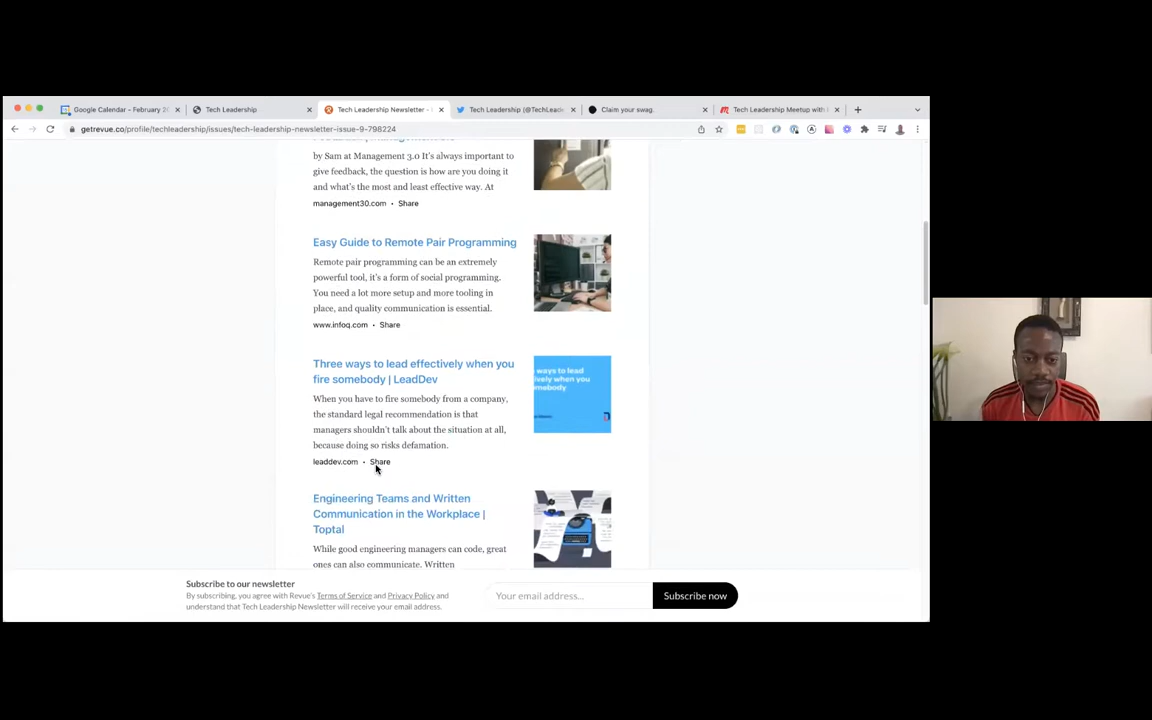 Google Calendar - February 2
Tech Leadership
Tech Leadership Newsletter -
Tech Leadership (@TechLead
Claim your swag.
Tech Leadership Meetup with
getrevue.co/profile/techleadership/issues/tech-leadership-newsletter-issue-9-798224
by Sam at Management 3.0 It's always important to
give feedback, the question is how are you doing it
and what's the most and least effective way. At
management30.com • Share
Easy Guide to Remote Pair Programming
Remote pair programming can be an extremely
powerful tool, it's a form of social programming.
You need a lot more setup and more tooling in
place, and quality communication is essential.
www.infoq.com • Share
Three ways to lead effectively when you
fire somebody | LeadDev
ways to lead
ively when you
mebody
When you have to fire somebody from a company,
the standard legal recommendation is that
managers shouldn't talk about the situation at all,
because doing so risks defamation.
leaddev.com • Share
Engineering Teams and Written
Communication in the Workplace |
Toptal
While good engineering managers can code, great
ones can also communicate. Written
Subscribe to our newsletter
By subscribing, you agree with Revue's Terms of Service and Privacy Policy and
understand that Tech Leadership Newsletter will receive your email address.
Your email address...
Subscribe now